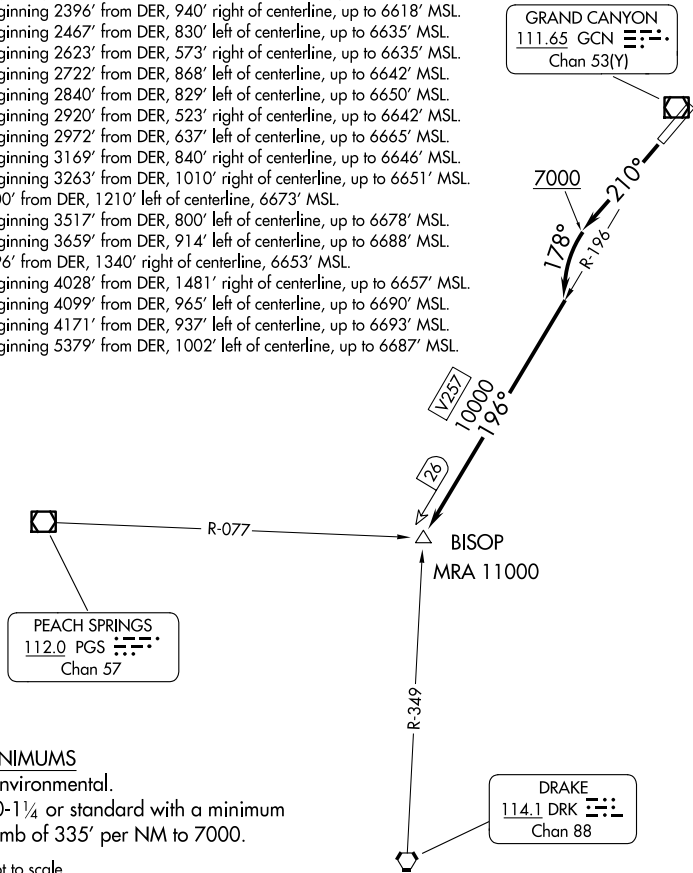 ginning 2396' from DER, 940' right of centerline, up to 6618' MSL.
ginning 2467' from DER, 830' left of centerline, up to 6635' MSL.
ginning 2623' from DER, 573' right of centerline, up to 6635' MSL.
ginning 2722' from DER, 868' left of centerline, up to 6642' MSL.
ginning 2840' from DER, 829' left of centerline, up to 6650' MSL.
ginning 2920' from DER, 523' right of centerline, up to 6642' MSL.
ginning 2972' from DER, 637' left of centerline, up to 6665' MSL.
ginning 3169' from DER, 840' right of centerline, up to 6646' MSL.
ginning 3263' from DER, 1010' right of centerline, up to 6651' MSL.
00' from DER, 1210' left of centerline, 6673' MSL.
ginning 3517' from DER, 800' left of centerline, up to 6678' MSL.
ginning 3659' from DER, 914' left of centerline, up to 6688' MSL.
96' from DER, 1340' right of centerline, 6653' MSL.
ginning 4028' from DER, 1481' right of centerline, up to 6657' MSL.
ginning 4099' from DER, 965' left of centerline, up to 6690' MSL.
ginning 4171' from DER, 937' left of centerline, up to 6693' MSL.
ginning 5379' from DER, 1002' left of centerline, up to 6687' MSL.
GRAND CANYON
111.65 GCN
Chan 53(Y)
7000
210°
178°
R-196
V257
10000
196°
26
R-077
BISOP
MRA 11000
PEACH SPRINGS
112.0 PGS
Chan 57
R-349
NIMUMS
nvironmental.
0-1¼ or standard with a minimum
mb of 335' per NM to 7000.
DRAKE
114.1 DRK
Chan 88
ot to scale